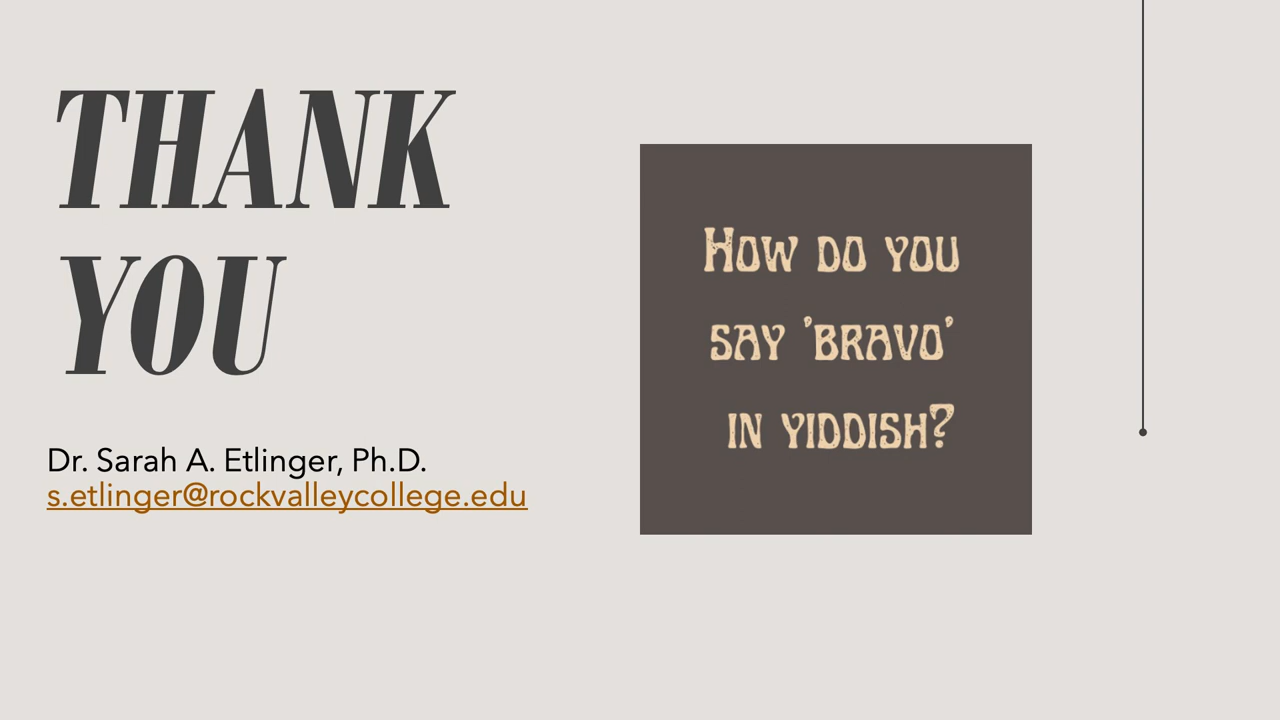 THANK
YOU
Dr. Sarah A. Etlinger, Ph.D.
s.etlinger@rockvalleycollege.edu
How do you
say 'bravo'
in yiddish?